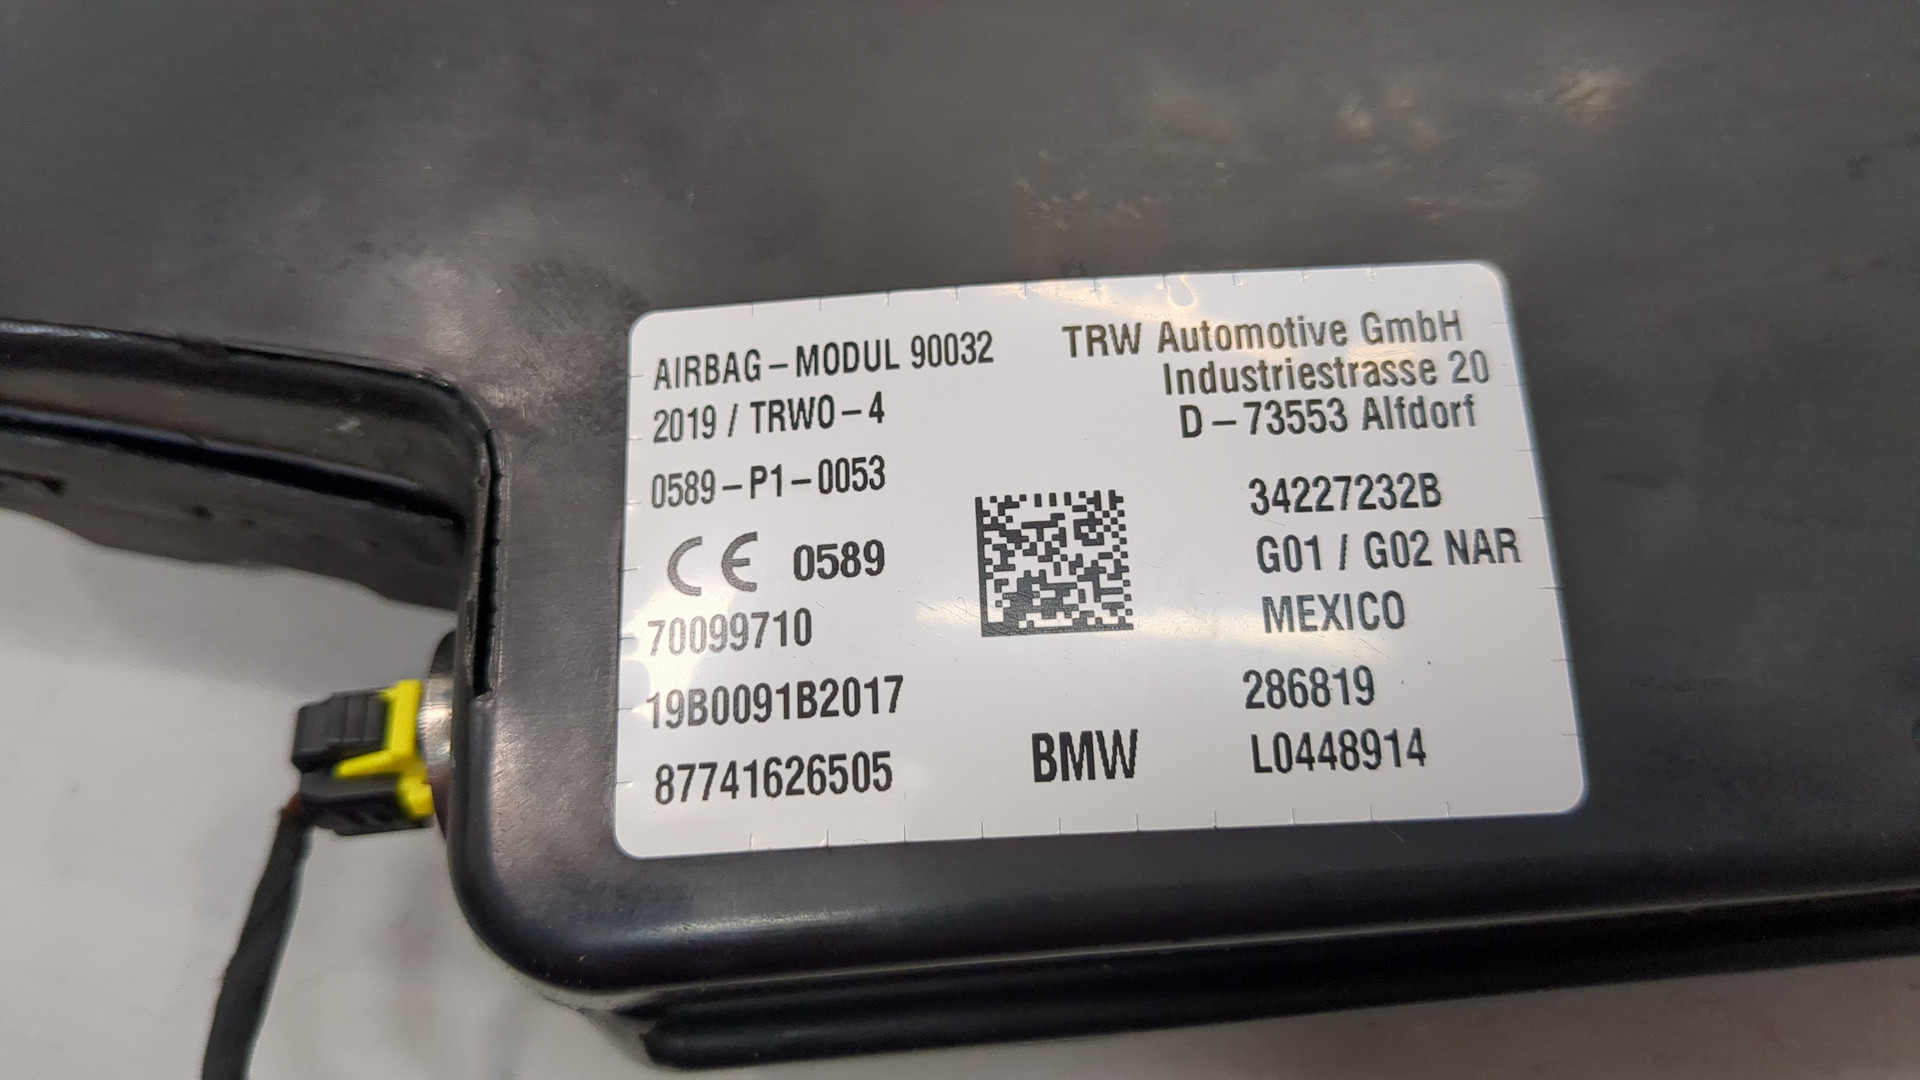 AIRBAG - MODUL 90032
2019 / TRWO - 4
0589 - P1 - 0053
CE 0589
70099710
19B0091B2017
87741626505
TRW Automotive GmbH
Industriestrasse 20
D - 73553 Alfdorf
34227232B
G01 / G02 NAR
MEXICO
286819
BMW L0448914